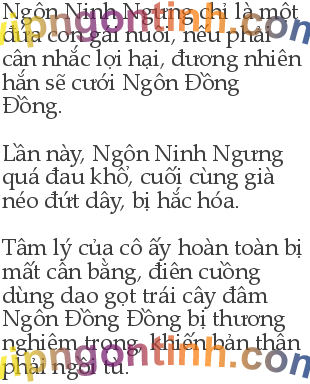 Ngôn Ninh Ngưng chỉ là một
đứa con gái nuôi, nếu phải
cân nhắc lợi hại, đương nhiên
hắn sẽ cưới Ngôn Đồng
Đồng.
Lần này, Ngôn Ninh Ngưng
quá đau khổ, cuối cùng già
néo đứt dây, bị hắc hóa.
Tâm lý của cô ấy hoàn toàn bị
mất cân bằng, điên cuồng
dùng dao gọt trái cây đâm
Ngôn Đồng Đồng bị thương
nghiêm trọng, khiến bản thân
phải ngồi tù.
pngontinh.com
pngontinh.com